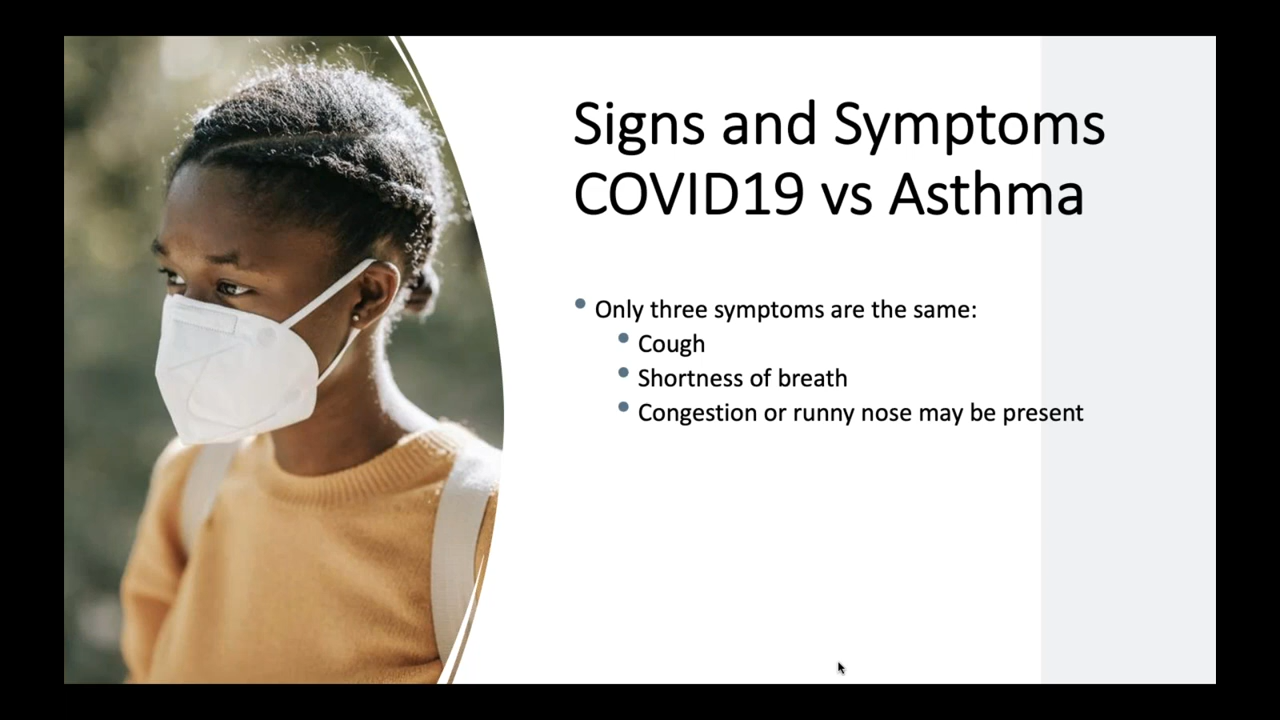 Signs and Symptoms
COVID19 vs Asthma
• Only three symptoms are the same:
• Cough
• Shortness of breath
• Congestion or runny nose may be present